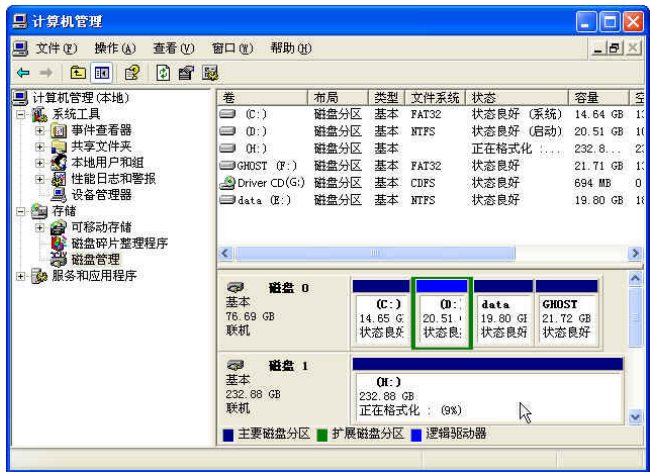 计算机管理
文件(F) 操作(A) 查看(V) 窗口(W) 帮助(H)
计算机管理(本地)
系统工具
事件查看器
共享文件夹
本地用户和组
性能日志和警报
设备管理器
存储
可移动存储
磁盘碎片整理程序
磁盘管理
服务和应用程序
卷 布局 类型 文件系统 状态 容量 空
(C:) 磁盘分区 基本 FAT32 状态良好 (系统) 14.64 GB
(D:) 磁盘分区 基本 NTFS 状态良好 (启动) 20.51 GB
(H:) 磁盘分区 基本 正在格式化 : ... 232.8...
GHOST (F:) 磁盘分区 基本 FAT32 状态良好 21.71 GB
Driver CD(G:) 磁盘分区 基本 CDFS 状态良好 694 MB 0
data (E:) 磁盘分区 基本 NTFS 状态良好 19.80 GB
磁盘 0
基本
76.69 GB
联机
(C:) (D: data GHOST
14.65 G 20.51 19.80 GI 21.72 GB
状态良好 状态良 状态良好 状态良好
磁盘 1
基本
232.88 GB
联机
(H:)
232.88 GB
正在格式化 : (9%)
主要磁盘分区 扩展磁盘分区 逻辑驱动器